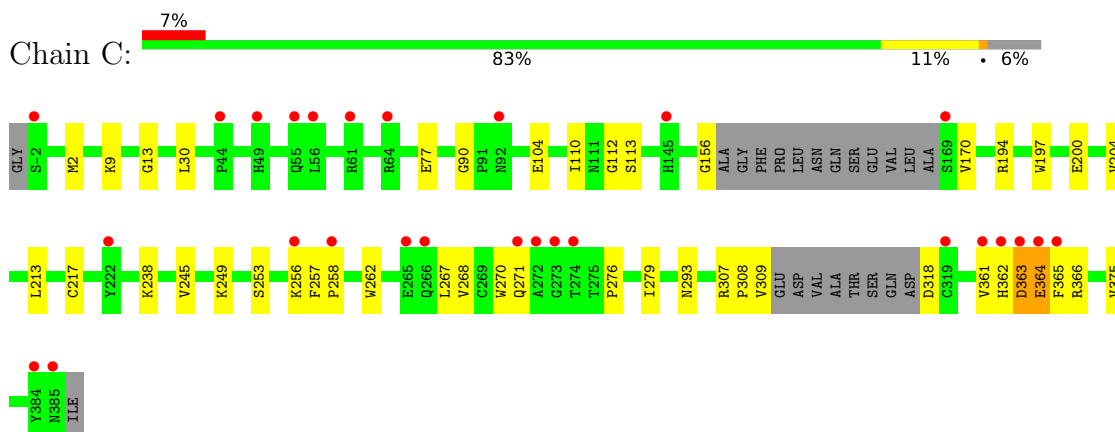 7%
Chain C:
83% 11% • 6%
GLY S-2 M2 K9 G13 L30 P44 H49 Q55 L56 R61 R64 E77 G90 P91 N92 E104 I110 N111 G112 S113 H145 G156 ALA GLY PHE PRO LEU ASN GLN SER GLU VAL LEU ALA S169 V170 R194 W197 E200
L213 C217 Y222 K238 V245 K249 S253 K256 F257 P258 W262 E265 Q266 L267 V268 C269 W270 Q271 A272 G273 T274 T275 P276 I279 N293 R307 P308 V309 GLU ASP VAL ALA THR SER GLN ASP D318 C319 V361 H362 D363 E364 F365 R366
Y384 N385 ILE